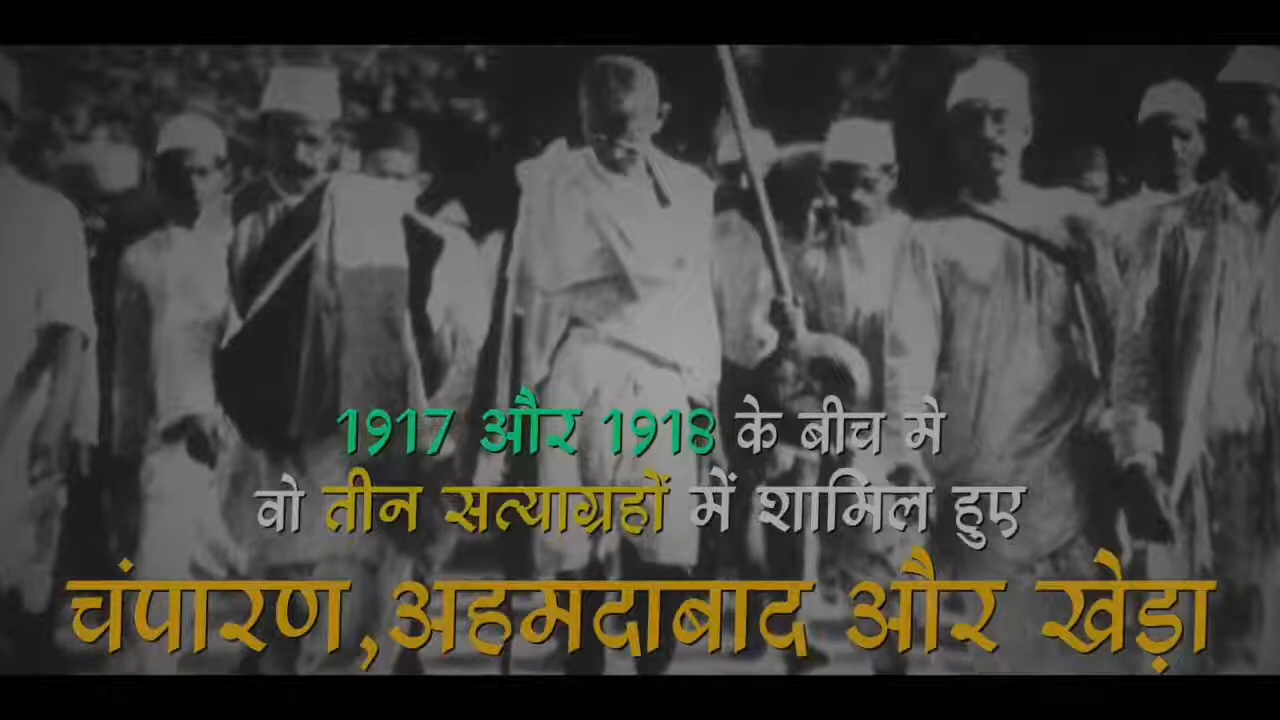 1917 और 1918 के बीच मे
वो तीन सत्याग्रहों में शामिल हुए
चंपारण,अहमदाबाद और खेड़ा